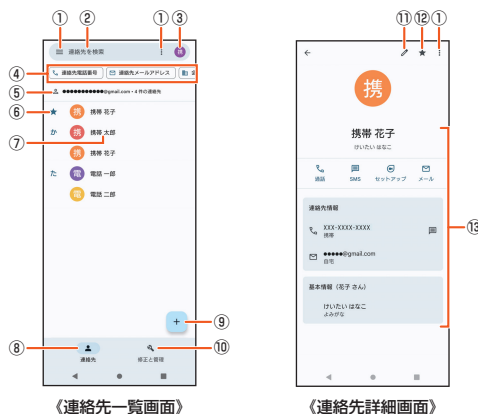 ① ② ① ③
連絡先を検索 携
④ 連絡先電話番号 連絡先メールアドレス
⑤ ●●●●●●●●●●●@gmail.com・4 件の連絡先
⑥ 携 携帯 花子
か 携 携帯 太郎
⑦
携 携帯 花子
た 電 電話 一郎
電 電話 二郎
+ ⑨
⑧ 連絡先 修正と管理 ⑩
《連絡先一覧画面》
⑪ ⑫ ①
携
携帯 花子
けいたい はなこ
通話 SMS セットアップ メール
連絡先情報
XXX-XXXX-XXXX
携帯
⑬
●●●●●@gmail.com
自宅
基本情報（花子 さん）
けいたい はなこ
よみがな
《連絡先詳細画面》